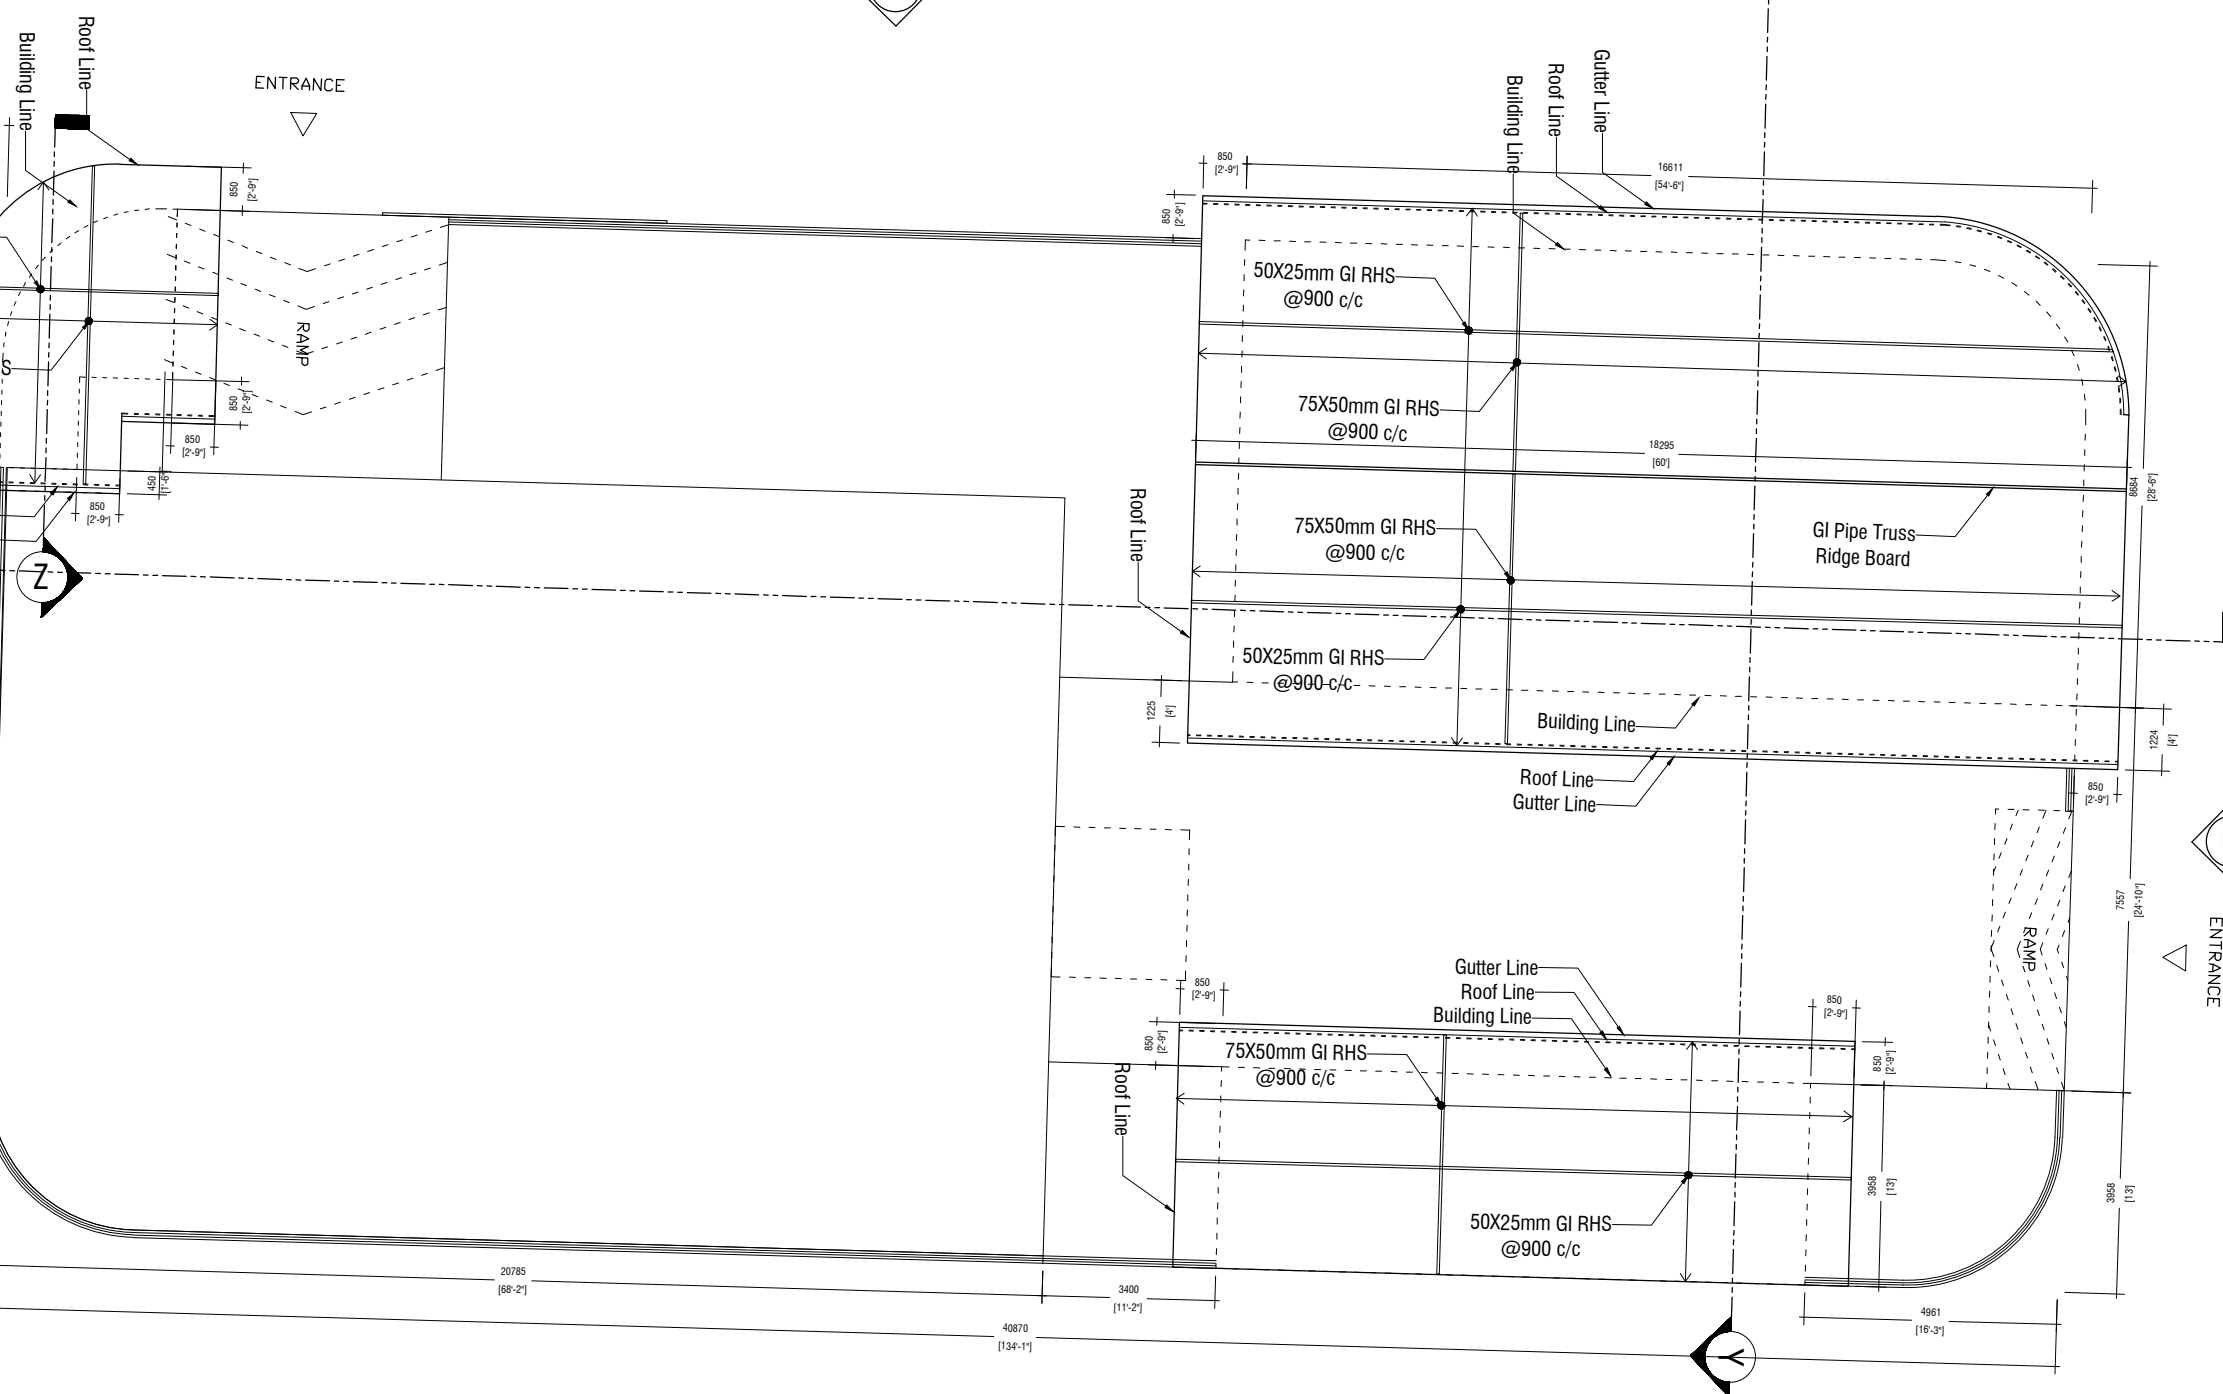 Building Line
Roof Line
ENTRANCE
RAMP
S
850
[2'-9"]
850
[2'-9"]
850
[2'-9"]
450
[1'-6"]
850
[2'-9"]
Z
Gutter Line
Roof Line
Building Line
850
[2'-9"]
16611
[54'-6"]
850
[2'-9"]
50X25mm GI RHS
@900 c/c
75X50mm GI RHS
@900 c/c
18295
[60']
8684
[28'-6"]
Roof Line
75X50mm GI RHS
@900 c/c
GI Pipe Truss
Ridge Board
50X25mm GI RHS
@900 c/c
1225
[4']
Building Line
1224
[4']
Roof Line
Gutter Line
850
[2'-9"]
7557
[24'-10"]
RAMP
ENTRANCE
Gutter Line
Roof Line
Building Line
850
[2'-9"]
850
[2'-9"]
850
[2'-9"]
850
[2'-9"]
75X50mm GI RHS
@900 c/c
Roof Line
50X25mm GI RHS
@900 c/c
3958
[13']
3958
[13']
20785
[68'-2"]
3400
[11'-2"]
4961
[16'-3"]
40870
[134'-1"]
Y